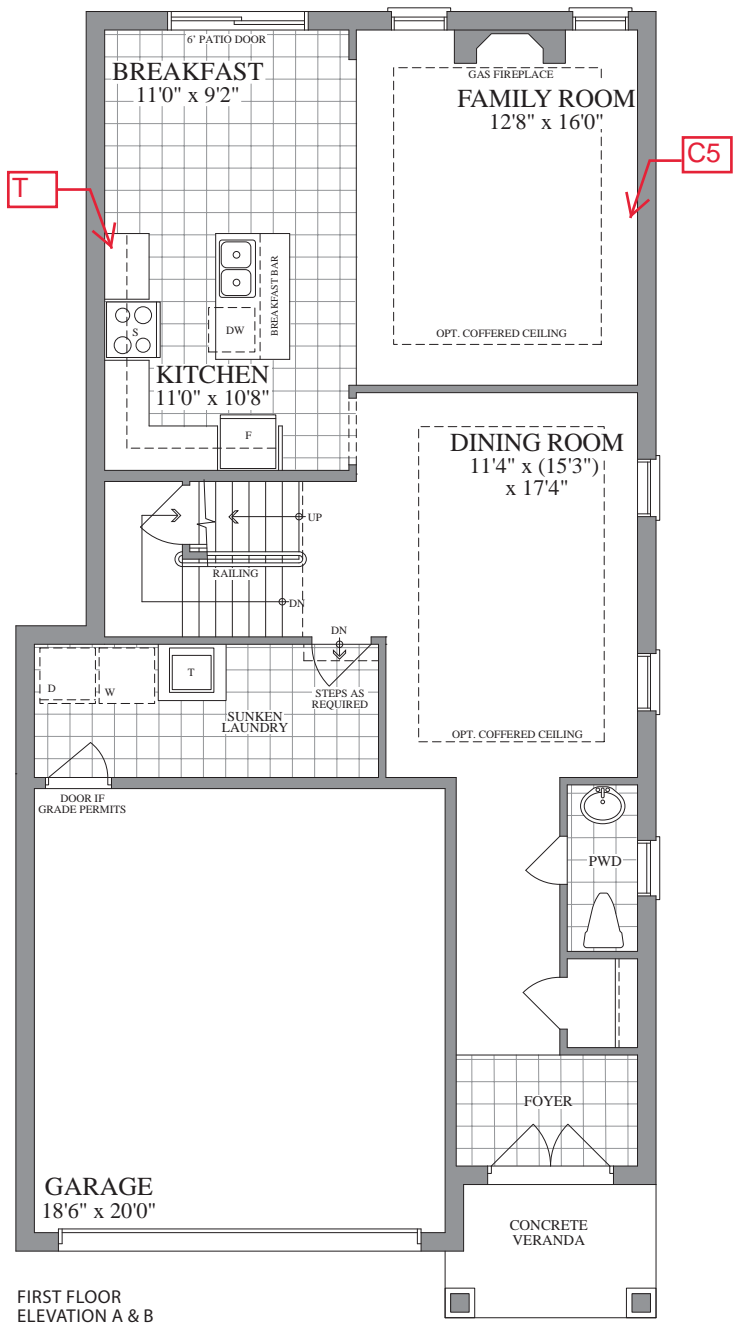 6' PATIO DOOR
BREAKFAST
11'0" x 9'2"
GAS FIREPLACE
FAMILY ROOM
12'8" x 16'0"
C5
T
BREAKFAST BAR
DW
S
OPT. COFFERED CEILING
KITCHEN
11'0" x 10'8"
F
DINING ROOM
11'4" x (15'3")
x 17'4"
UP
RAILING
DN
DN
D
W
T
STEPS AS
REQUIRED
SUNKEN
LAUNDRY
OPT. COFFERED CEILING
DOOR IF
GRADE PERMITS
PWD
FOYER
GARAGE
18'6" x 20'0"
CONCRETE
VERANDA
FIRST FLOOR
ELEVATION A & B